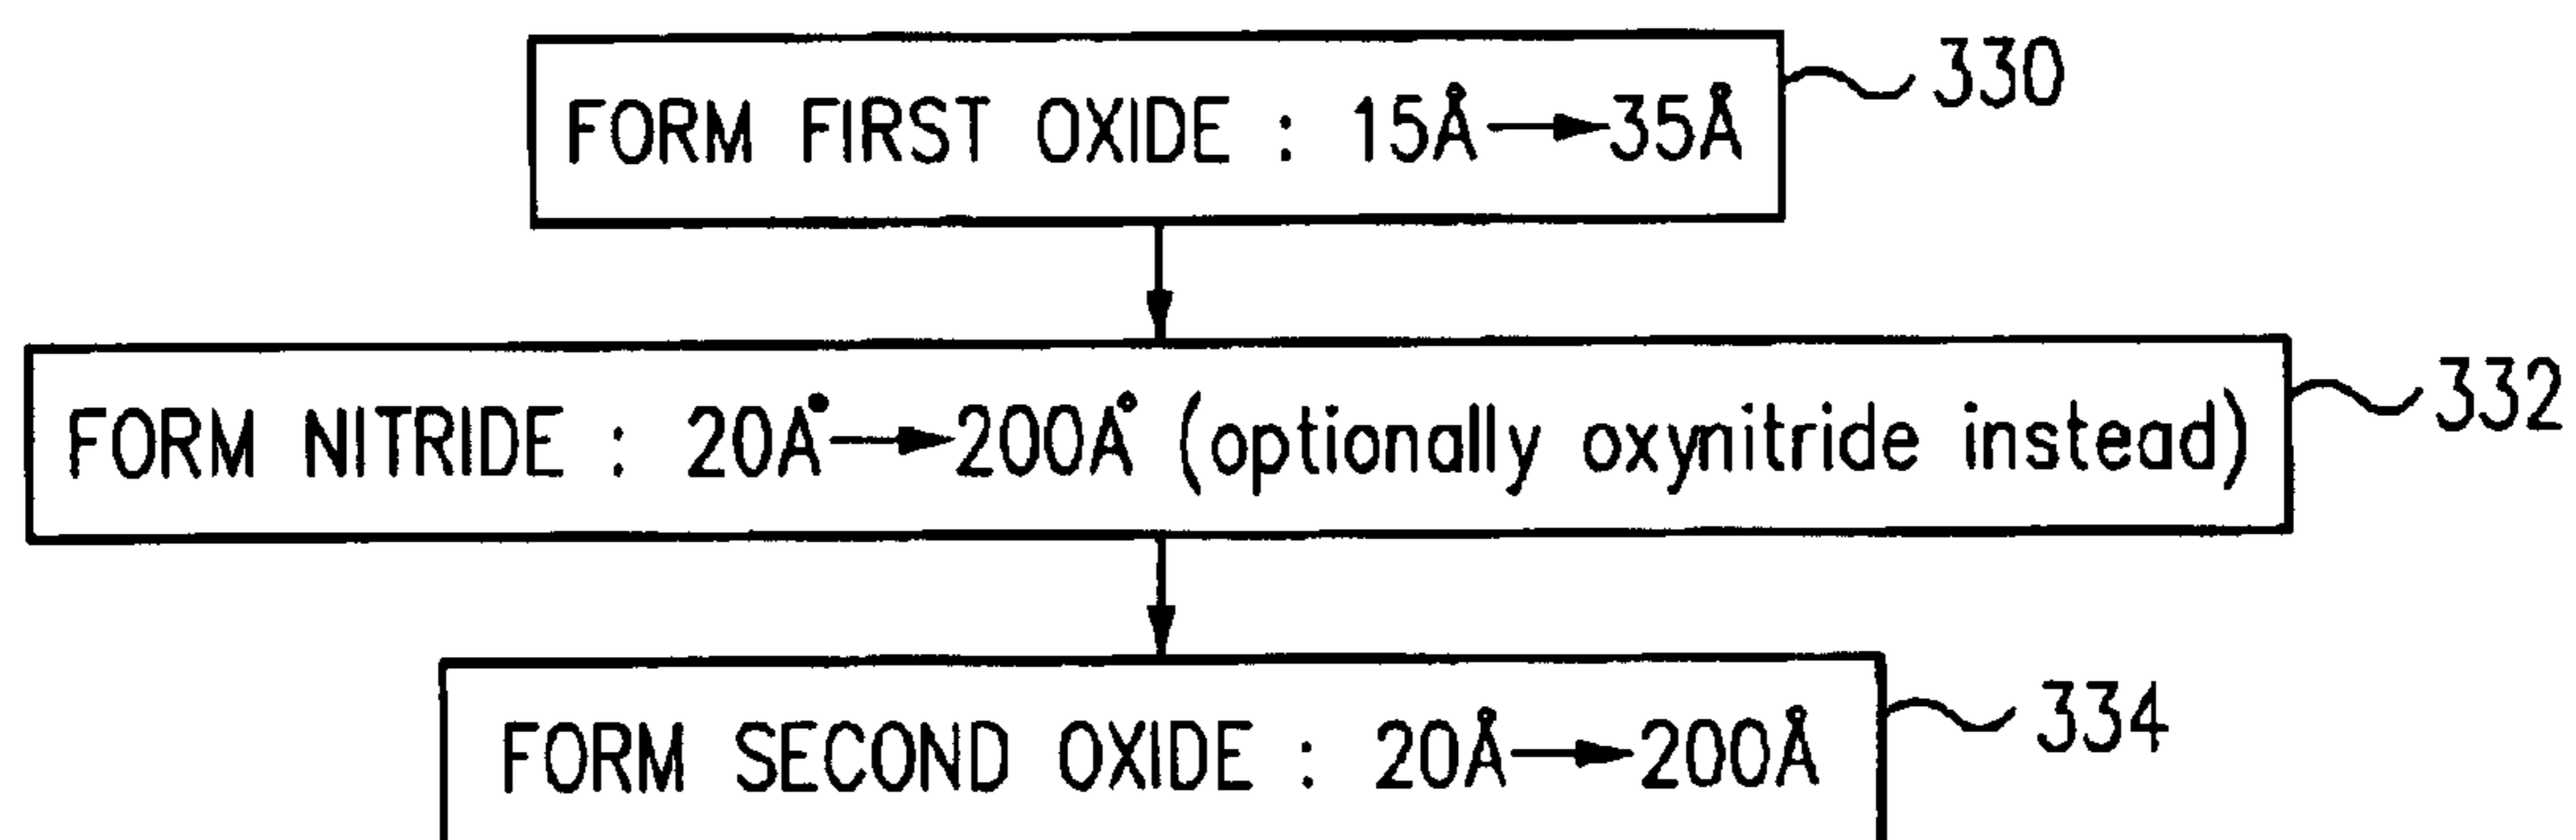 FORM FIRST OXIDE : 15Å→35Å
330
FORM NITRIDE : 20Å→200Å (optionally oxynitride instead)
332
FORM SECOND OXIDE : 20Å→200Å
334